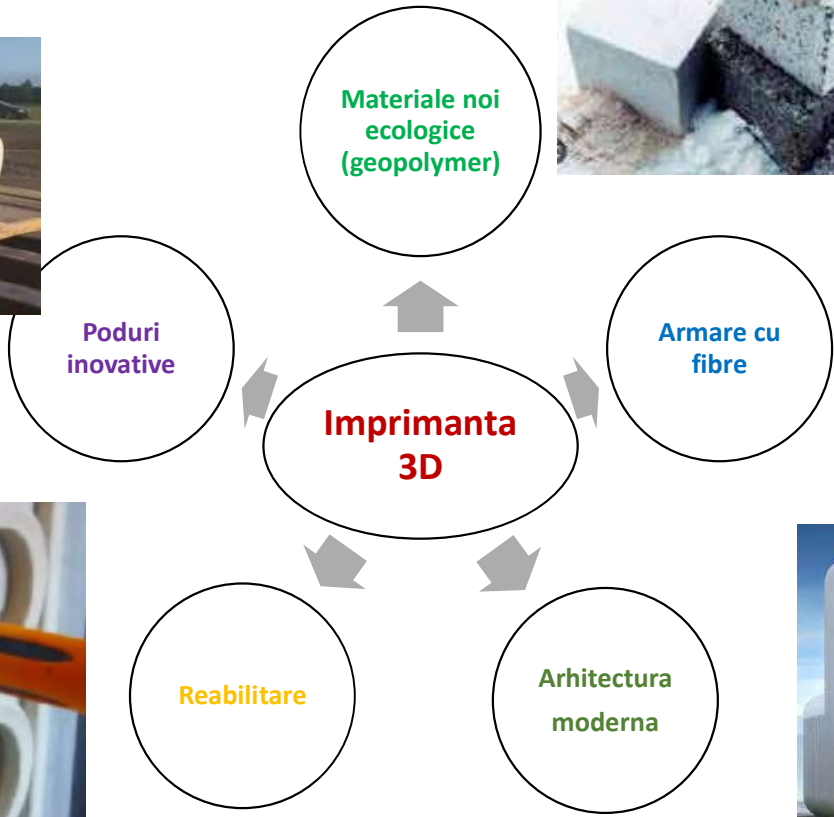 Materiale noi
ecologice
(geopolymer)
Poduri
inovative
Armare cu
fibre
Imprimanta
3D
Reabilitare
Arhitectura
moderna